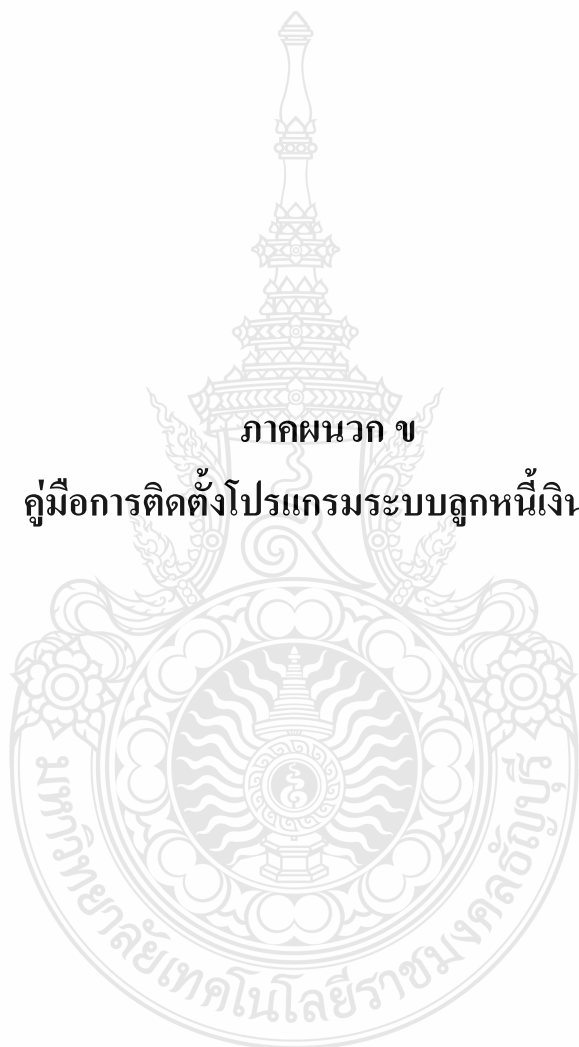 ภาคผนวก ข
คู่มือการติดตั้งโปรแกรมระบบลูกหนี้เงิน
มหาวิทยาลัยเทคโนโลยีราชมงคลธัญบุรี